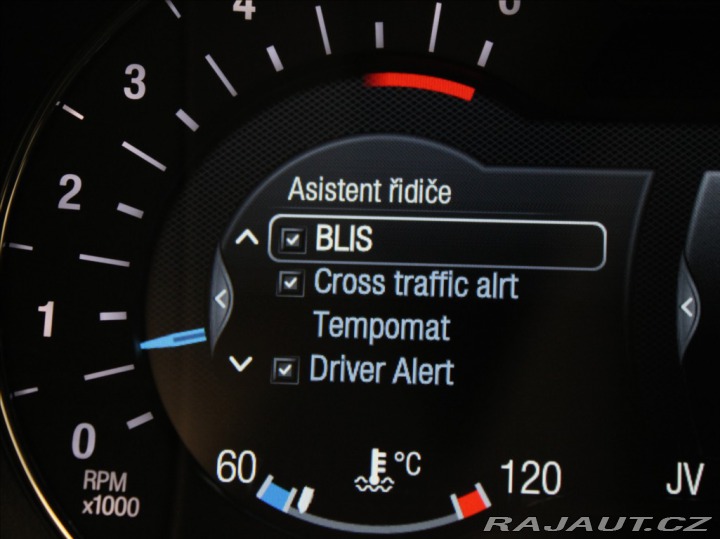 4
6
3
2
1
0
RPM
x1000
Asistent řidiče
BLIS
Cross traffic alrt
Tempomat
Driver Alert
60
°C
120
JV
RAJAUT.CZ